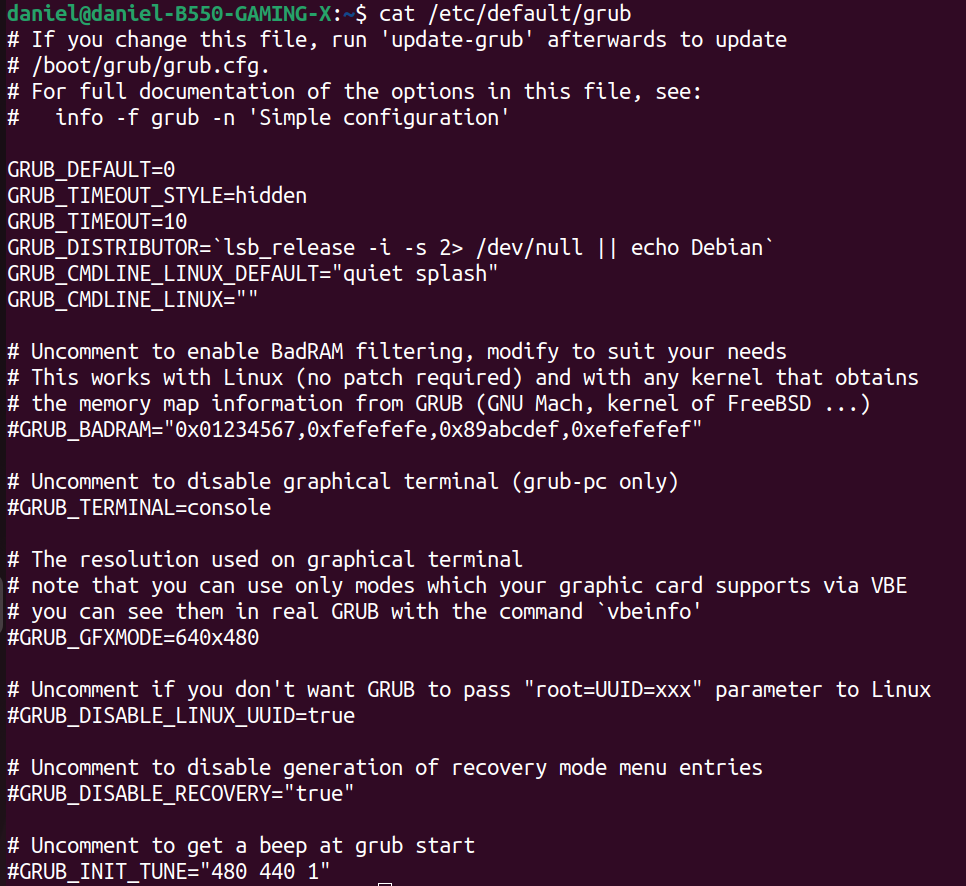 daniel@daniel-B550-GAMING-X:~$ cat /etc/default/grub
# If you change this file, run 'update-grub' afterwards to update
# /boot/grub/grub.cfg.
# For full documentation of the options in this file, see:
#   info -f grub -n 'Simple configuration'

GRUB_DEFAULT=0
GRUB_TIMEOUT_STYLE=hidden
GRUB_TIMEOUT=10
GRUB_DISTRIBUTOR=`lsb_release -i -s 2> /dev/null || echo Debian`
GRUB_CMDLINE_LINUX_DEFAULT="quiet splash"
GRUB_CMDLINE_LINUX=""

# Uncomment to enable BadRAM filtering, modify to suit your needs
# This works with Linux (no patch required) and with any kernel that obtains
# the memory map information from GRUB (GNU Mach, kernel of FreeBSD ...)
#GRUB_BADRAM="0x01234567,0xfefefefe,0x89abcdef,0xefefefef"

# Uncomment to disable graphical terminal (grub-pc only)
#GRUB_TERMINAL=console

# The resolution used on graphical terminal
# note that you can use only modes which your graphic card supports via VBE
# you can see them in real GRUB with the command `vbeinfo'
#GRUB_GFXMODE=640x480

# Uncomment if you don't want GRUB to pass "root=UUID=xxx" parameter to Linux
#GRUB_DISABLE_LINUX_UUID=true

# Uncomment to disable generation of recovery mode menu entries
#GRUB_DISABLE_RECOVERY="true"

# Uncomment to get a beep at grub start
#GRUB_INIT_TUNE="480 440 1"